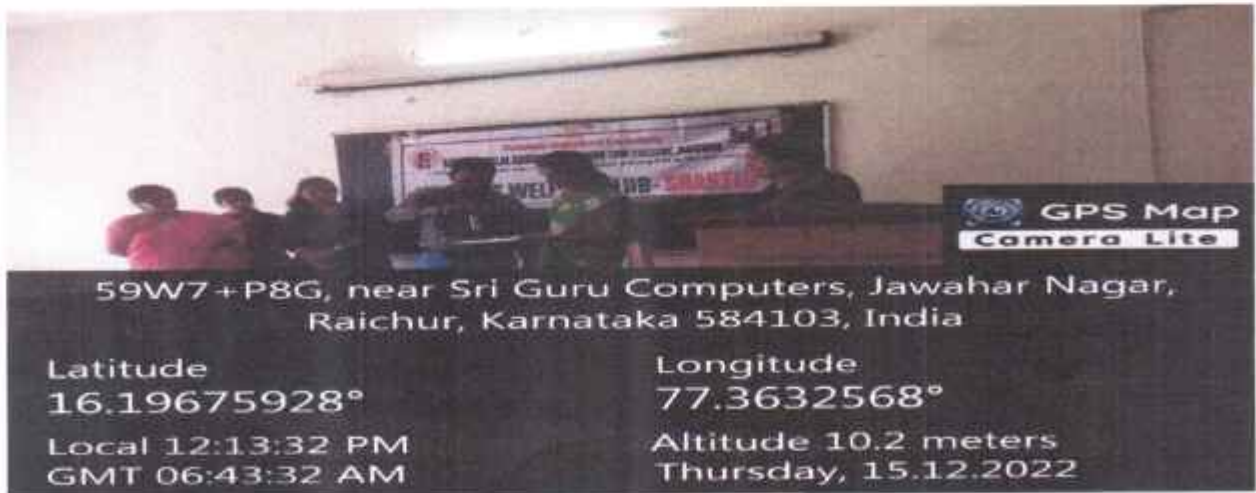 WEL
GPS Map
Camera Lite
59W7+P8G, near Sri Guru Computers, Jawahar Nagar,
Raichur, Karnataka 584103, India
Latitude
16.19675928°
Longitude
77.3632568°
Local 12:13:32 PM
GMT 06:43:32 AM
Altitude 10.2 meters
Thursday, 15.12.2022